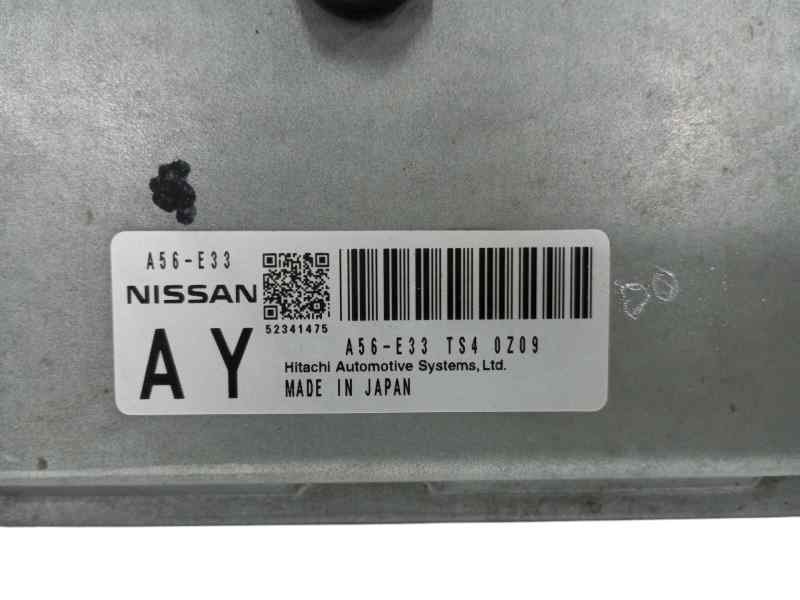 A56-E33
NISSAN
52341475
AY
A56-E33 TS4 0Z09
Hitachi Automotive Systems, Ltd.
MADE IN JAPAN